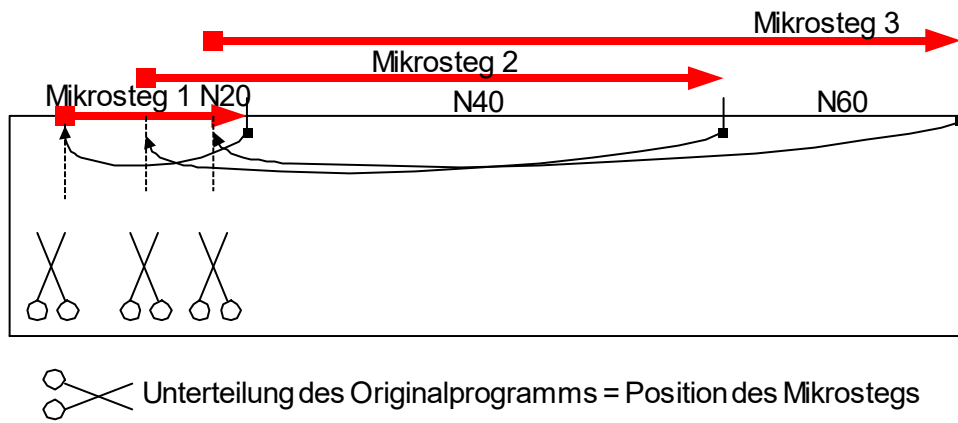 Mikrosteg 3
Mikrosteg 2
Mikrosteg 1 N20 N40 N60
Unterteilung des Originalprogramms = Position des Mikrostegs